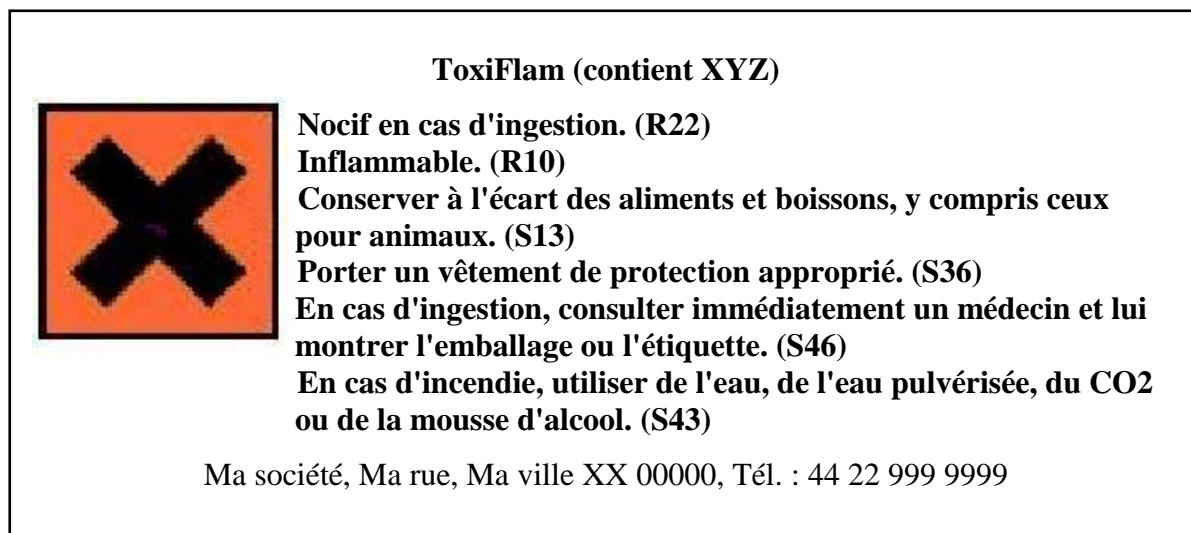 ToxiFlam (contient XYZ)
Nocif en cas d'ingestion. (R22)
Inflammable. (R10)
Conserver à l'écart des aliments et boissons, y compris ceux
pour animaux. (S13)
Porter un vêtement de protection approprié. (S36)
En cas d'ingestion, consulter immédiatement un médecin et lui
montrer l'emballage ou l'étiquette. (S46)
En cas d'incendie, utiliser de l'eau, de l'eau pulvérisée, du CO2
ou de la mousse d'alcool. (S43)
Ma société, Ma rue, Ma ville XX 00000, Tél. : 44 22 999 9999